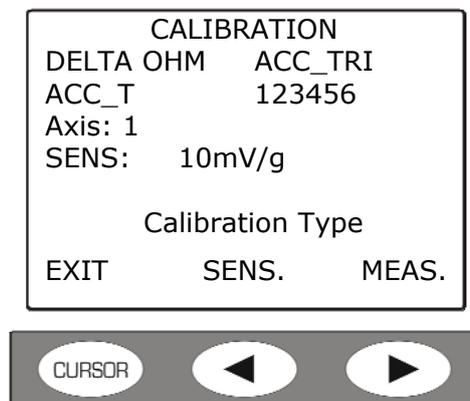 CALIBRATION
DELTA OHM ACC_TRI
ACC_T 123456
Axis: 1
SENS: 10mV/g
Calibration Type
EXIT SENS. MEAS.
CURSOR